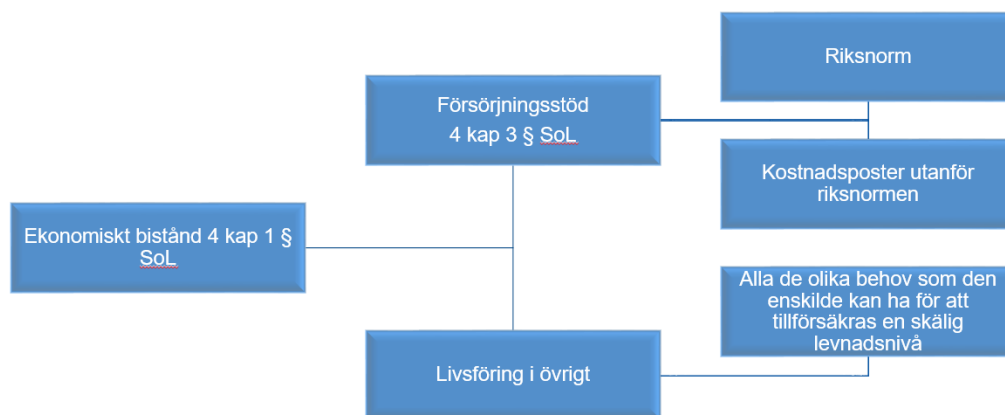 Riksnorm
Försörjningsstöd
4 kap 3 § SoL
Kostnadsposter utanför
riksnormen
Ekonomiskt bistånd 4 kap 1 §
SoL
Alla de olika behov som den
enskilde kan ha för att
tillförsäkras en skälig
levnadsnivå
Livsföring i övrigt